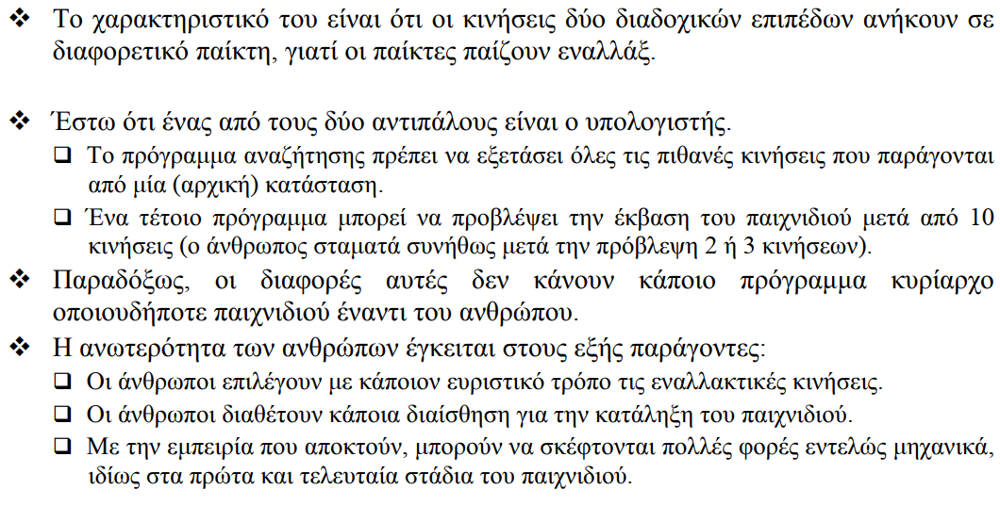 ❖ Το χαρακτηριστικό του είναι ότι οι κινήσεις δύο διαδοχικών επιπέδων ανήκουν σε
διαφορετικό παίκτη, γιατί οι παίκτες παίζουν εναλλάξ.
❖ Έστω ότι ένας από τους δύο αντιπάλους είναι ο υπολογιστής.
❑ Το πρόγραμμα αναζήτησης πρέπει να εξετάσει όλες τις πιθανές κινήσεις που παράγονται
από μία (αρχική) κατάσταση.
❑ Ένα τέτοιο πρόγραμμα μπορεί να προβλέψει την έκβαση του παιχνιδιού μετά από 10
κινήσεις (ο άνθρωπος σταματά συνήθως μετά την πρόβλεψη 2 ή 3 κινήσεων).
❖ Παραδόξως, οι διαφορές αυτές δεν κάνουν κάποιο πρόγραμμα κυρίαρχο
οποιουδήποτε παιχνιδιού έναντι του ανθρώπου.
❖ Η ανωτερότητα των ανθρώπων έγκειται στους εξής παράγοντες:
❑ Οι άνθρωποι επιλέγουν με κάποιον ευριστικό τρόπο τις εναλλακτικές κινήσεις.
❑ Οι άνθρωποι διαθέτουν κάποια διαίσθηση για την κατάληξη του παιχνιδιού.
❑ Με την εμπειρία που αποκτούν, μπορούν να σκέφτονται πολλές φορές εντελώς μηχανικά,
ιδίως στα πρώτα και τελευταία στάδια του παιχνιδιού.